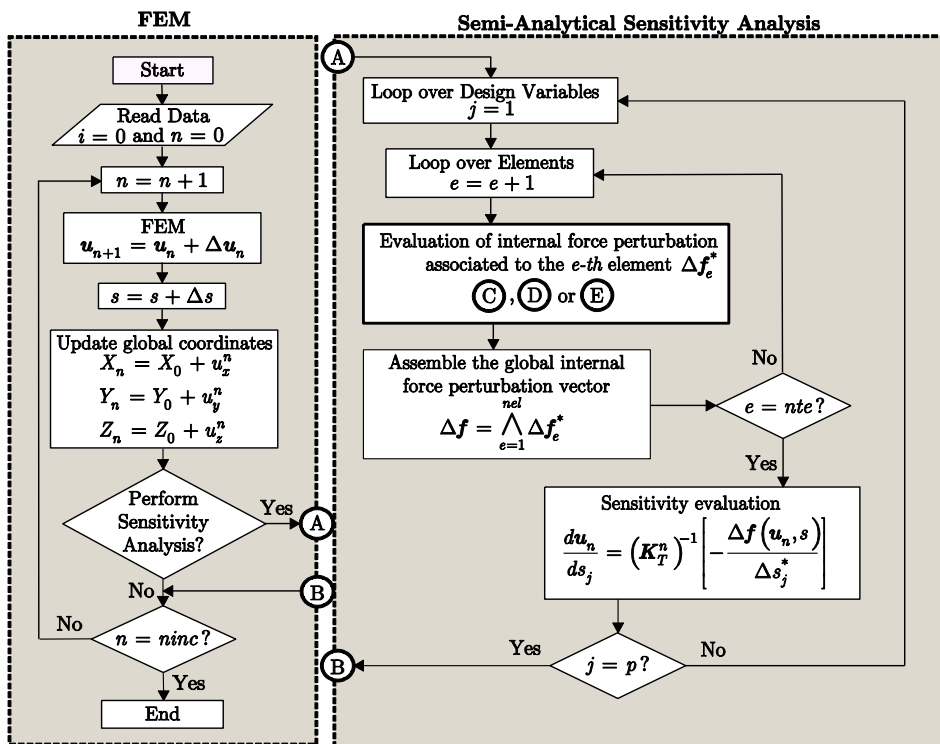 FEM
Start
Read Data
i = 0 and n = 0
n = n + 1
FEM
u_{n+1} = u_n + Δu_n
s = s + Δs
Update global coordinates
X_n = X_0 + u_x^n
Y_n = Y_0 + u_y^n
Z_n = Z_0 + u_z^n
Perform
Sensitivity
Analysis?
Yes
A
No
B
n = ninc?
No
Yes
End
Semi-Analytical Sensitivity Analysis
A
Loop over Design Variables
j = 1
Loop over Elements
e = e + 1
Evaluation of internal force perturbation
associated to the e-th element Δf_e^*
C , D or E
Assemble the global internal
force perturbation vector
Δf = ⋀_{e=1}^{nel} Δf_e^*
No
e = nte?
Yes
Sensitivity evaluation
du_n/ds_j = (K_T^n)^{-1} [-Δf(u_n, s)/Δs_j^*]
B
Yes
j = p?
No